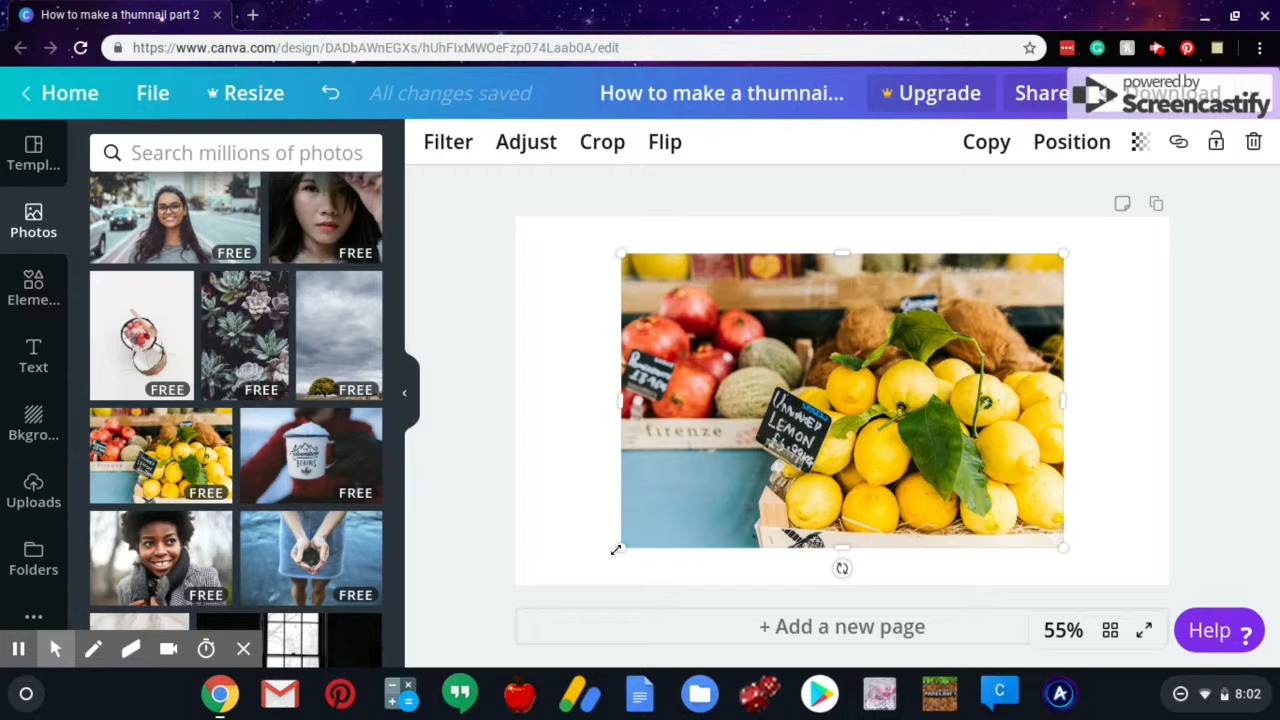 How to make a thumnail part 2
https://www.canva.com/design/DADbAWnEGXs/hUhFIxMWOeFzp074Laab0A/edit
Home
File
Resize
All changes saved
How to make a thumnai...
Upgrade
Share
Download
powered by
Screencastify
Templ...
Photos
Eleme...
Text
Bkgro...
Uploads
Folders
Search millions of photos
FREE
FREE
FREE
FREE
FREE
FREE
FREE
FREE
FREE
Filter
Adjust
Crop
Flip
Copy
Position
firenze
UNWAXED
LEMON
+ Add a new page
55%
Help ?
8:02